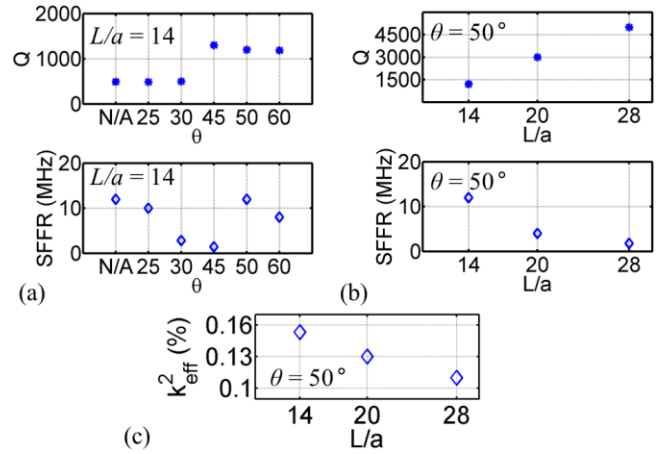 2000
1000
0
Q
L/a = 14
N/A 25 30 45 50 60
θ
20
10
0
SFFR (MHz)
L/a = 14
N/A 25 30 45 50 60
θ
(a)
4500
3000
1500
Q
θ = 50°
14 20 28
L/a
20
10
0
SFFR (MHz)
θ = 50°
14 20 28
L/a
(b)
0.16
0.13
0.1
k²eff (%)
θ = 50°
14 20 28
L/a
(c)